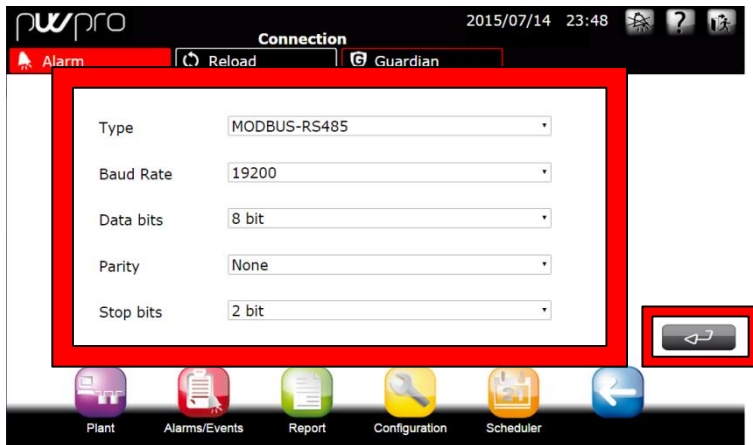 pwpro
Connection
2015/07/14 23:48
?
Alarm
Reload
G Guardian
Type
MODBUS-RS485
Baud Rate
19200
Data bits
8 bit
Parity
None
Stop bits
2 bit
21
Plant
Alarms/Events
Report
Configuration
Scheduler